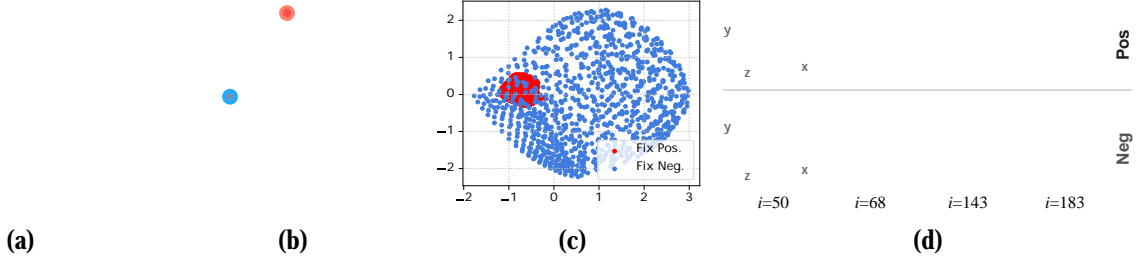 2
1
0
−1
−2
−2
−1
0
1
2
3
Fix Pos.
Fix Neg.
y
z
x
Pos
y
z
x
Neg
i=50
i=68
i=143
i=183
(a)
(b)
(c)
(d)